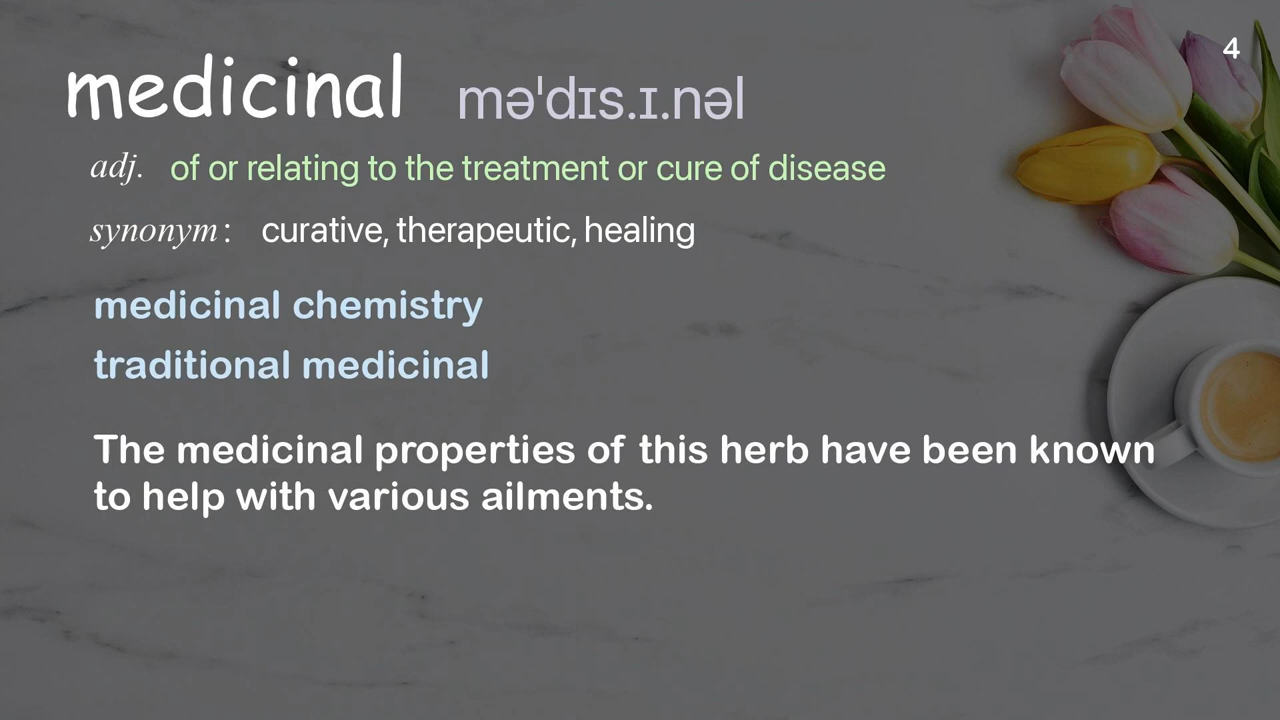 4
medicinal məˈdɪs.ɪ.nəl
adj. of or relating to the treatment or cure of disease
synonym: curative, therapeutic, healing
medicinal chemistry
traditional medicinal
The medicinal properties of this herb have been known
to help with various ailments.